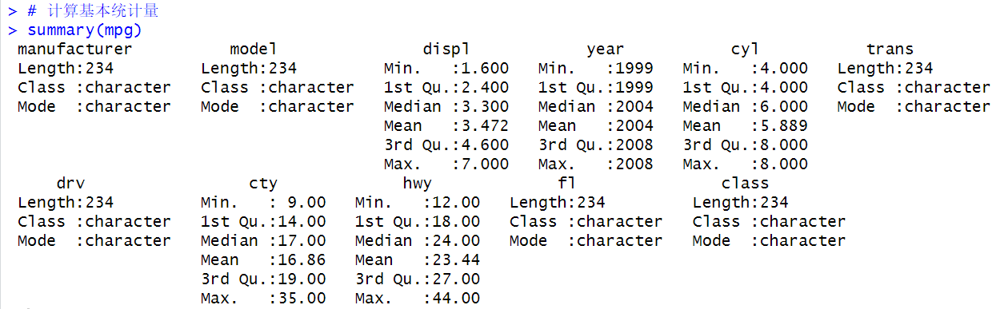 > # 计算基本统计量
> summary(mpg)
 manufacturer          model               displ            year           cyl           trans
 Length:234         Length:234         Min.   :1.600   Min.   :1999   Min.   :4.000   Length:234
 Class :character   Class :character   1st Qu.:2.400   1st Qu.:1999   1st Qu.:4.000   Class :character
 Mode  :character   Mode  :character   Median :3.300   Median :2004   Median :6.000   Mode  :character
                                       Mean   :3.472   Mean   :2004   Mean   :5.889
                                       3rd Qu.:4.600   3rd Qu.:2008   3rd Qu.:8.000
                                       Max.   :7.000   Max.   :2008   Max.   :8.000
     drv                 cty             hwy             fl               class
 Length:234         Min.   : 9.00   Min.   :12.00   Length:234         Length:234
 Class :character   1st Qu.:14.00   1st Qu.:18.00   Class :character   Class :character
 Mode  :character   Median :17.00   Median :24.00   Mode  :character   Mode  :character
                    Mean   :16.86   Mean   :23.44
                    3rd Qu.:19.00   3rd Qu.:27.00
                    Max.   :35.00   Max.   :44.00